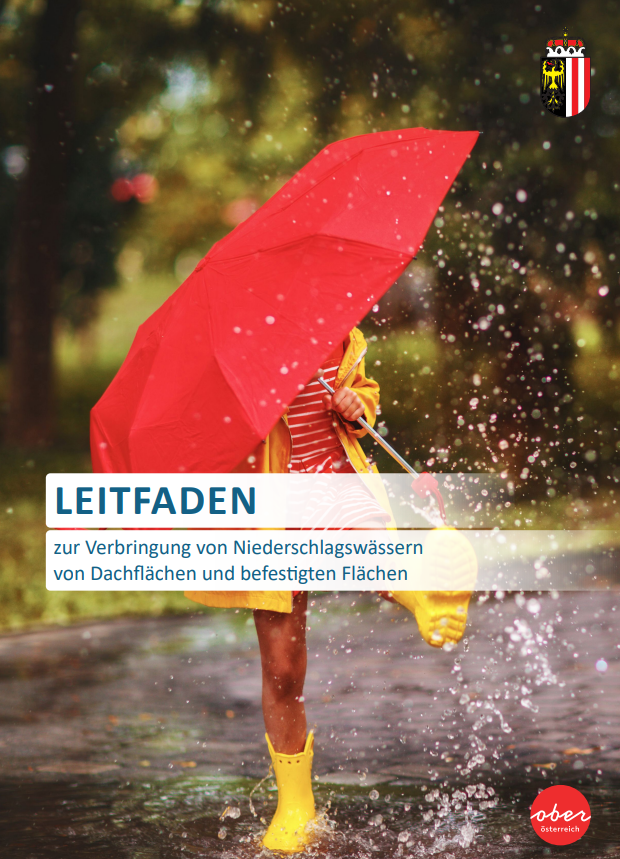 LEITFADEN
zur Verbringung von Niederschlagswässern
von Dachflächen und befestigten Flächen
ober
österreich